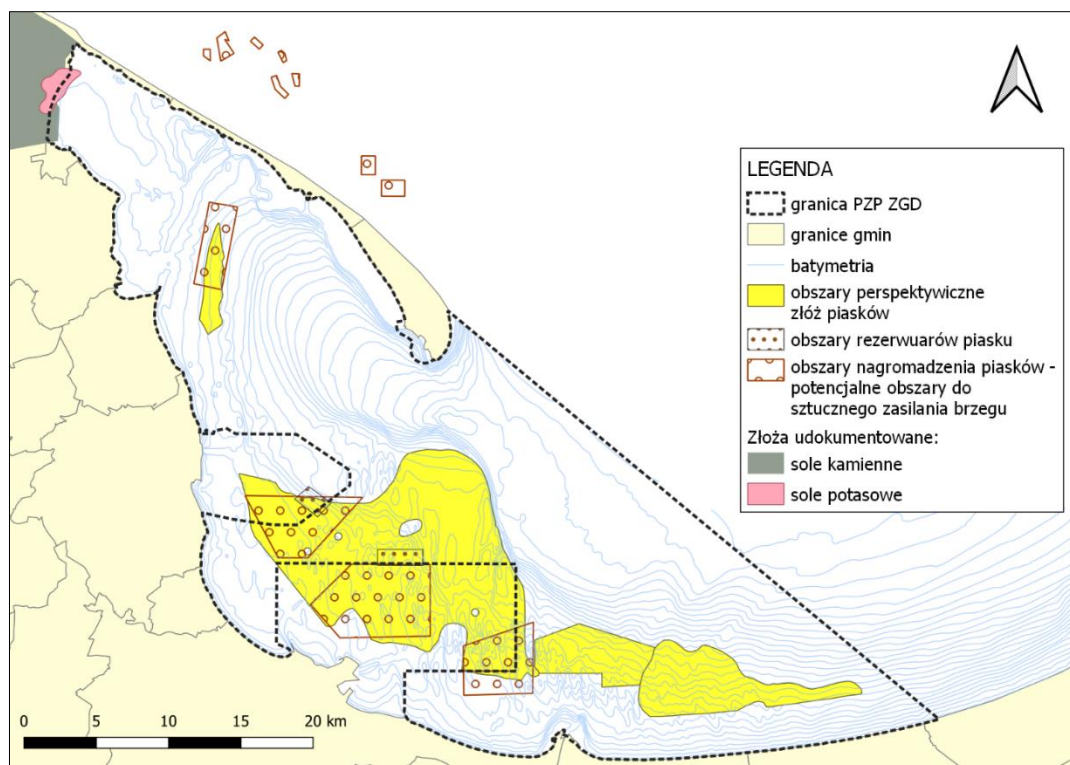 LEGENDA
granica PZP ZGD
granice gmin
batymetria
obszary perspektywiczne
złóż piasków
obszary rezerwuarów piasku
obszary nagromadzenia piasków -
potencjalne obszary do
sztucznego zasilania brzegu
Złoża udokumentowane:
sole kamienne
sole potasowe
0 5 10 15 20 km